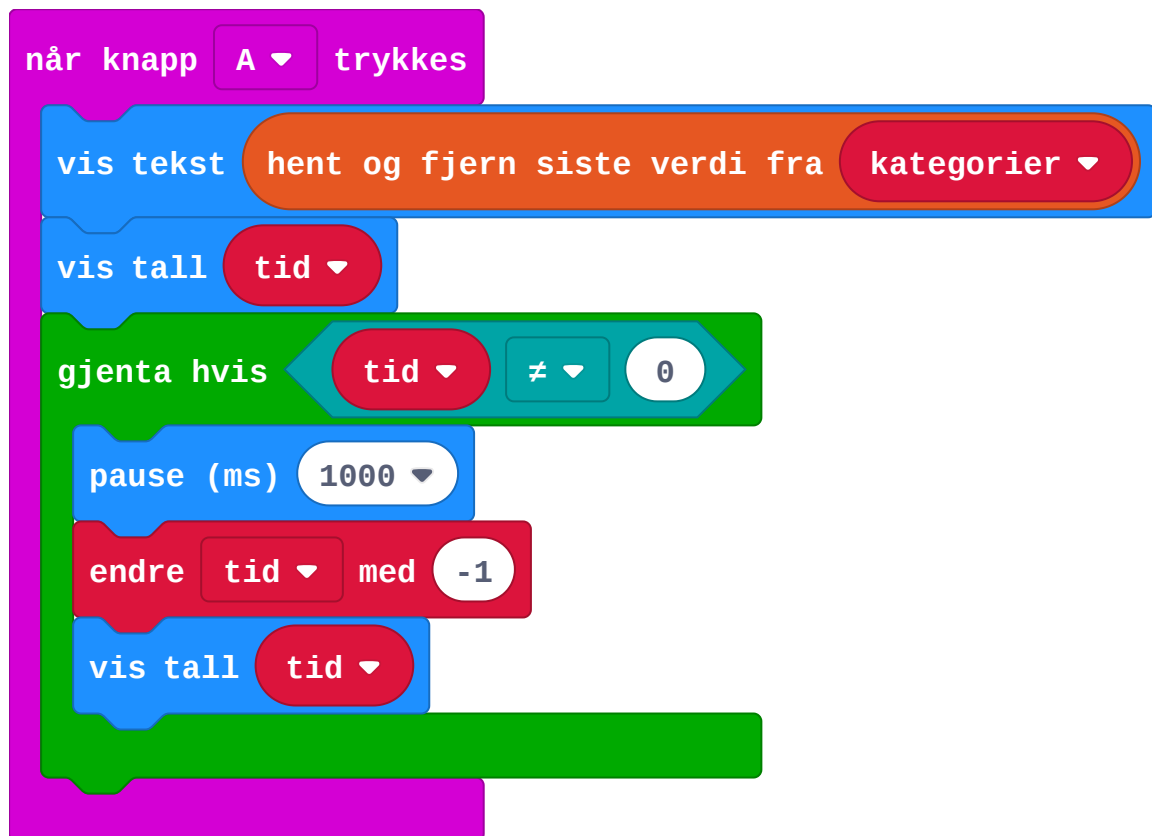 når knapp A trykkes
vis tekst hent og fjern siste verdi fra kategorier
vis tall tid
gjenta hvis tid ≠ 0
pause (ms) 1000
endre tid med -1
vis tall tid